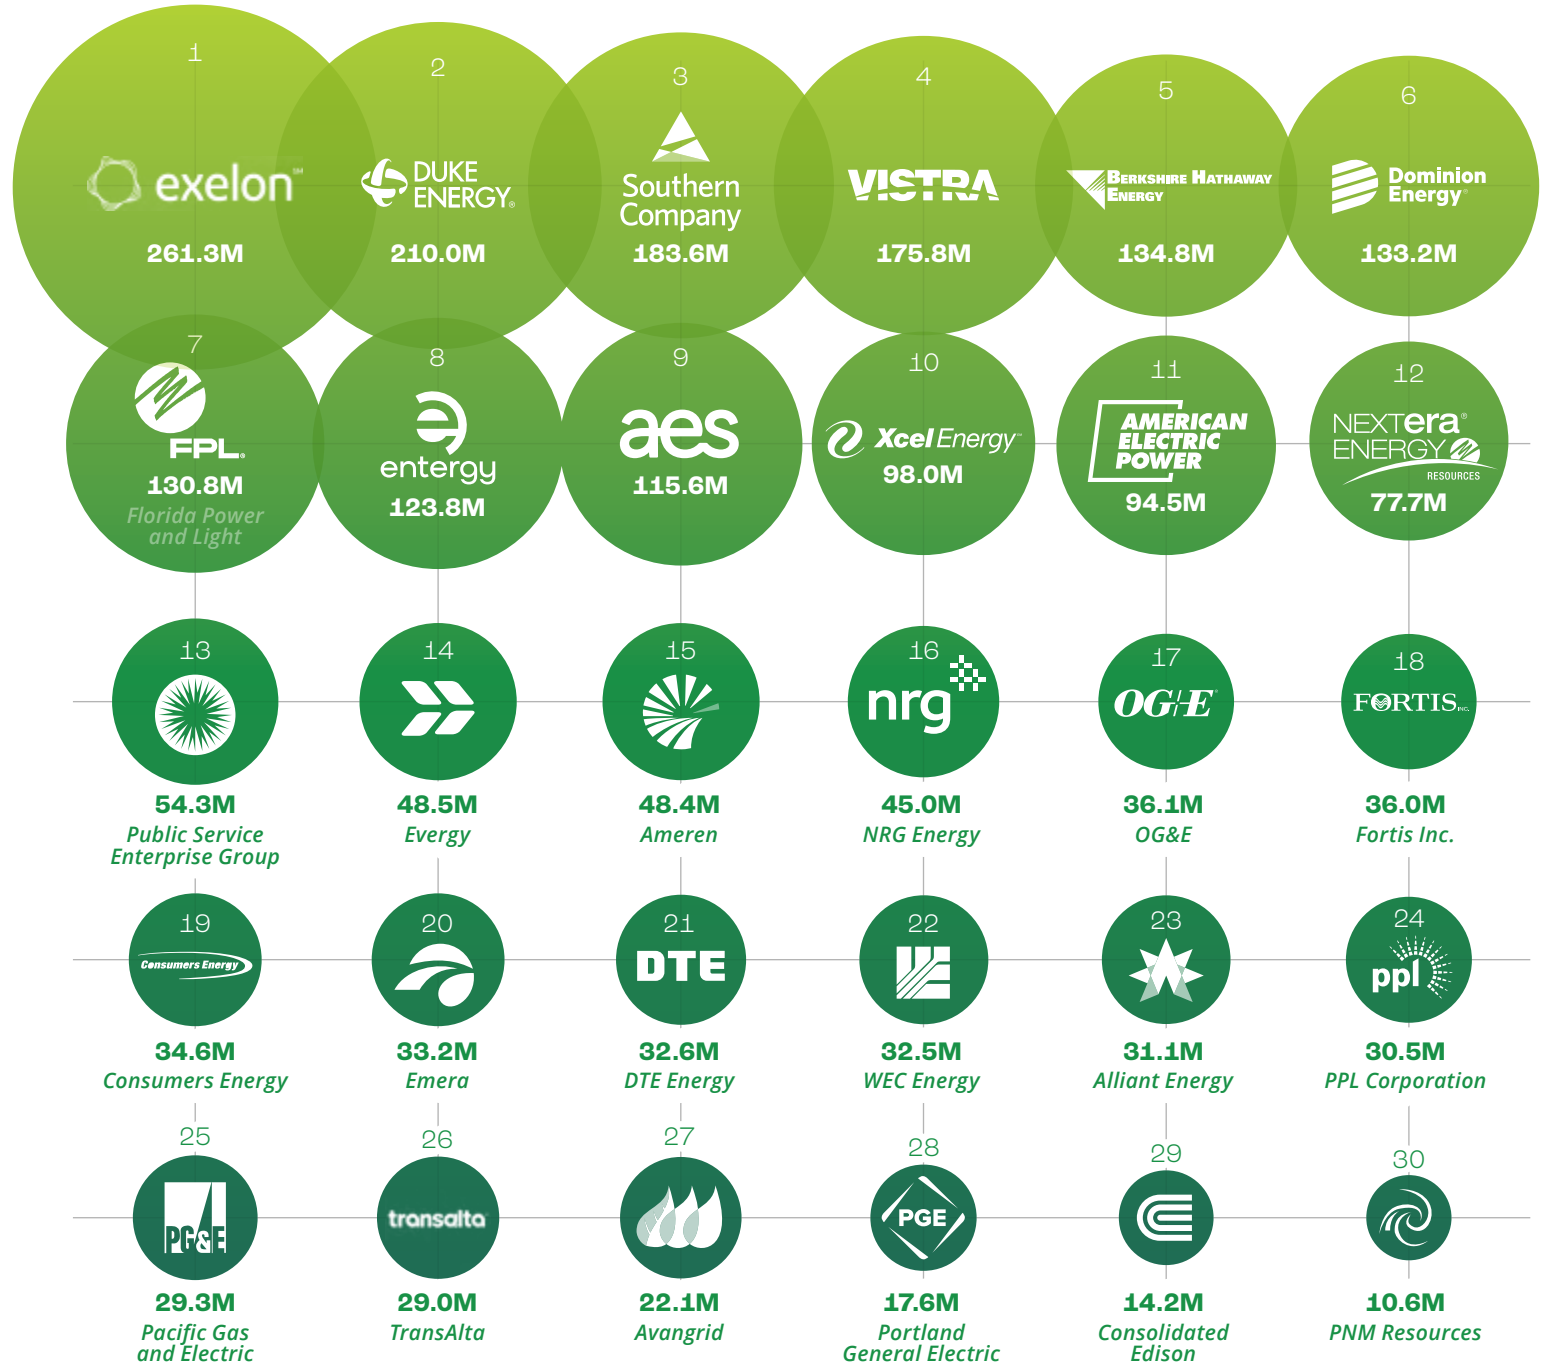 1
exelon℠
261.3M
2
DUKE
ENERGY®
210.0M
3
Southern
Company
183.6M
4
VISTRA
175.8M
5
BERKSHIRE HATHAWAY
ENERGY
134.8M
6
Dominion
Energy®
133.2M
7
FPL®
130.8M
Florida Power
and Light
8
entergy
123.8M
9
aes
115.6M
10
Xcel Energy™
98.0M
11
AMERICAN
ELECTRIC
POWER
94.5M
12
NEXTera®
ENERGY
RESOURCES
77.7M
13
54.3M
Public Service
Enterprise Group
14
48.5M
Evergy
15
48.4M
Ameren
16
nrg
45.0M
NRG Energy
17
OG+E
36.1M
OG&E
18
FORTIS INC.
36.0M
Fortis Inc.
19
Consumers Energy
34.6M
Consumers Energy
20
33.2M
Emera
21
DTE
32.6M
DTE Energy
22
32.5M
WEC Energy
23
31.1M
Alliant Energy
24
ppl
30.5M
PPL Corporation
25
PG&E
29.3M
Pacific Gas
and Electric
26
transalta
29.0M
TransAlta
27
22.1M
Avangrid
28
PGE
17.6M
Portland
General Electric
29
14.2M
Consolidated
Edison
30
10.6M
PNM Resources